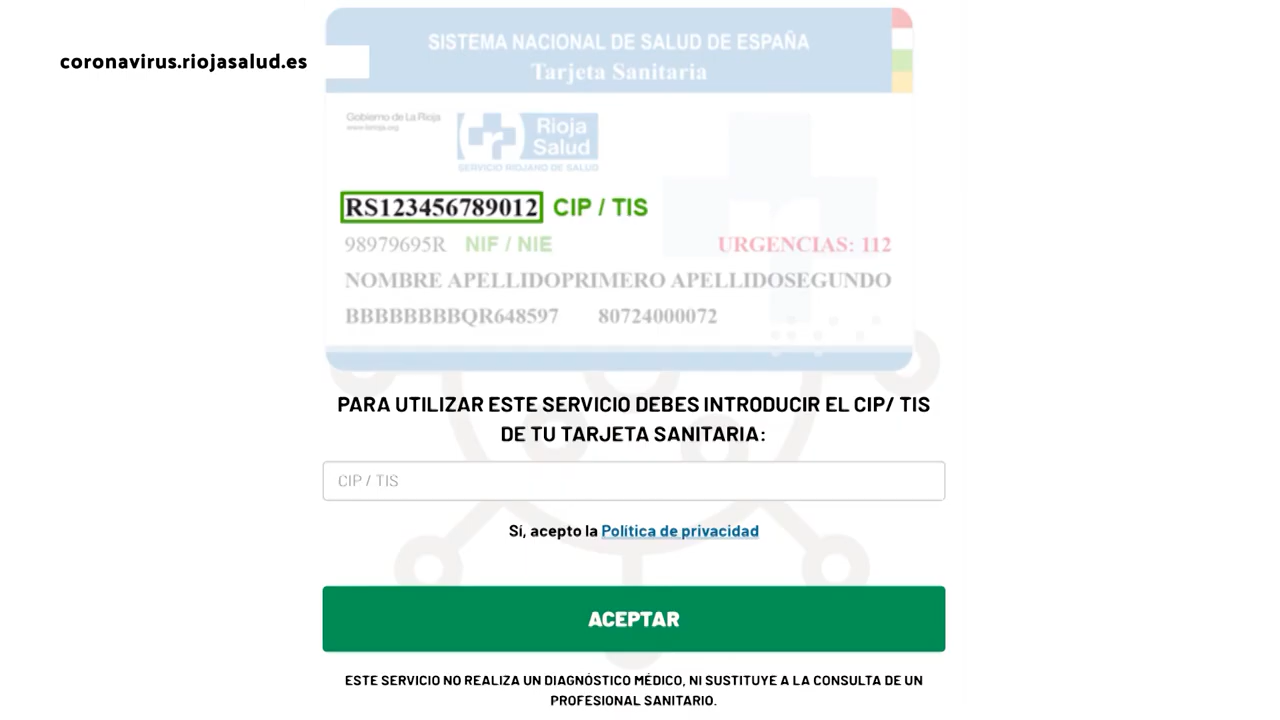 coronavirus.riojasalud.es
SISTEMA NACIONAL DE SALUD DE ESPAÑA
Tarjeta Sanitaria
Gobierno de La Rioja
www.larioja.org
Rioja
Salud
SERVICIO RIOJANO DE SALUD
RS123456789012 CIP / TIS
98979695R NIF / NIE URGENCIAS: 112
NOMBRE APELLIDOPRIMERO APELLIDOSEGUNDO
BBBBBBBBQR648597 80724000072
PARA UTILIZAR ESTE SERVICIO DEBES INTRODUCIR EL CIP/ TIS
DE TU TARJETA SANITARIA:
CIP / TIS
Sí, acepto la Política de privacidad
ACEPTAR
ESTE SERVICIO NO REALIZA UN DIAGNÓSTICO MÉDICO, NI SUSTITUYE A LA CONSULTA DE UN
PROFESIONAL SANITARIO.